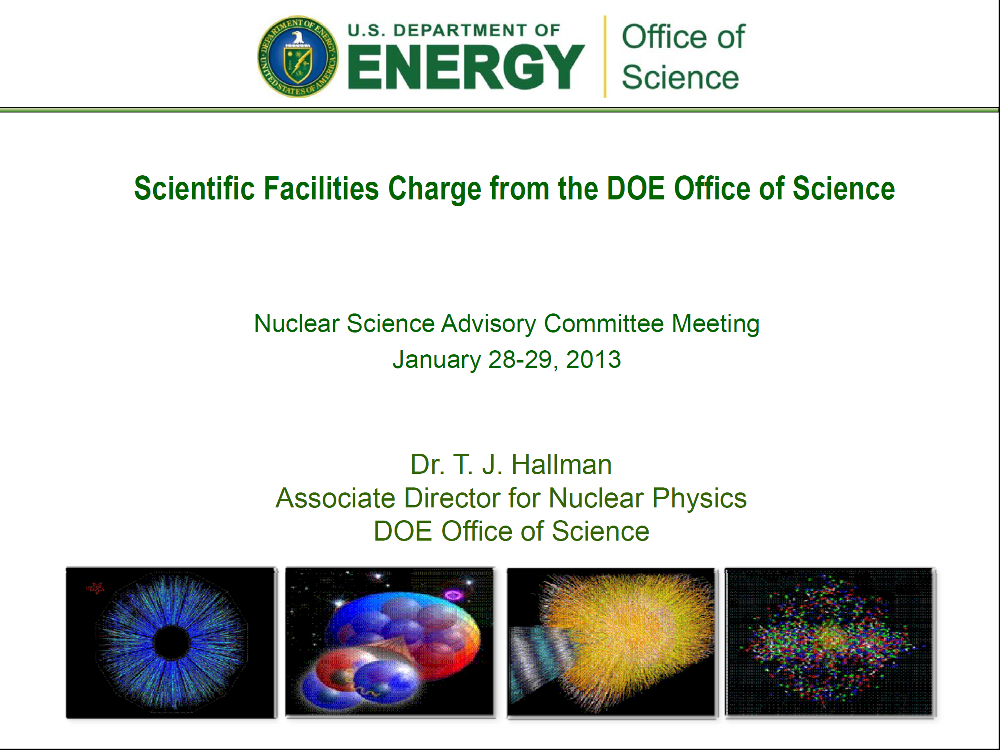 DEPARTMENT OF ENERGY
UNITED STATES OF AMERICA
U.S. DEPARTMENT OF
ENERGY
Office of
Science
Scientific Facilities Charge from the DOE Office of Science
Nuclear Science Advisory Committee Meeting
January 28-29, 2013
Dr. T. J. Hallman
Associate Director for Nuclear Physics
DOE Office of Science